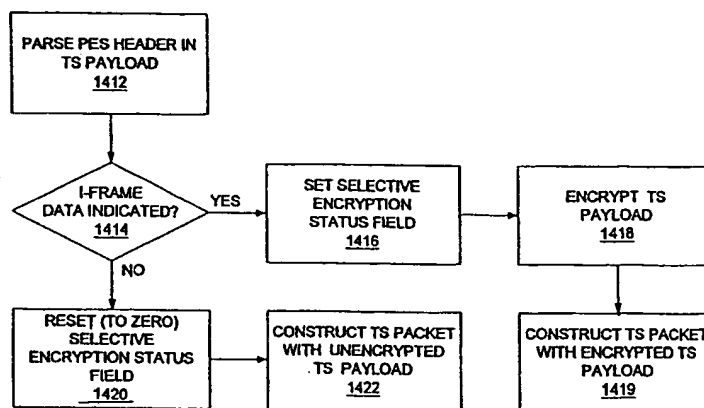 PARSE PES HEADER IN
TS PAYLOAD
1412
I-FRAME
DATA INDICATED?
1414
YES
SET SELECTIVE
ENCRYPTION
STATUS FIELD
1416
ENCRYPT TS
PAYLOAD
1418
NO
RESET (TO ZERO)
SELECTIVE
ENCRYPTION STATUS
FIELD
1420
CONSTRUCT TS PACKET
WITH UNENCRYPTED
TS PAYLOAD
1422
CONSTRUCT TS PACKET
WITH ENCRYPTED TS
PAYLOAD
1419